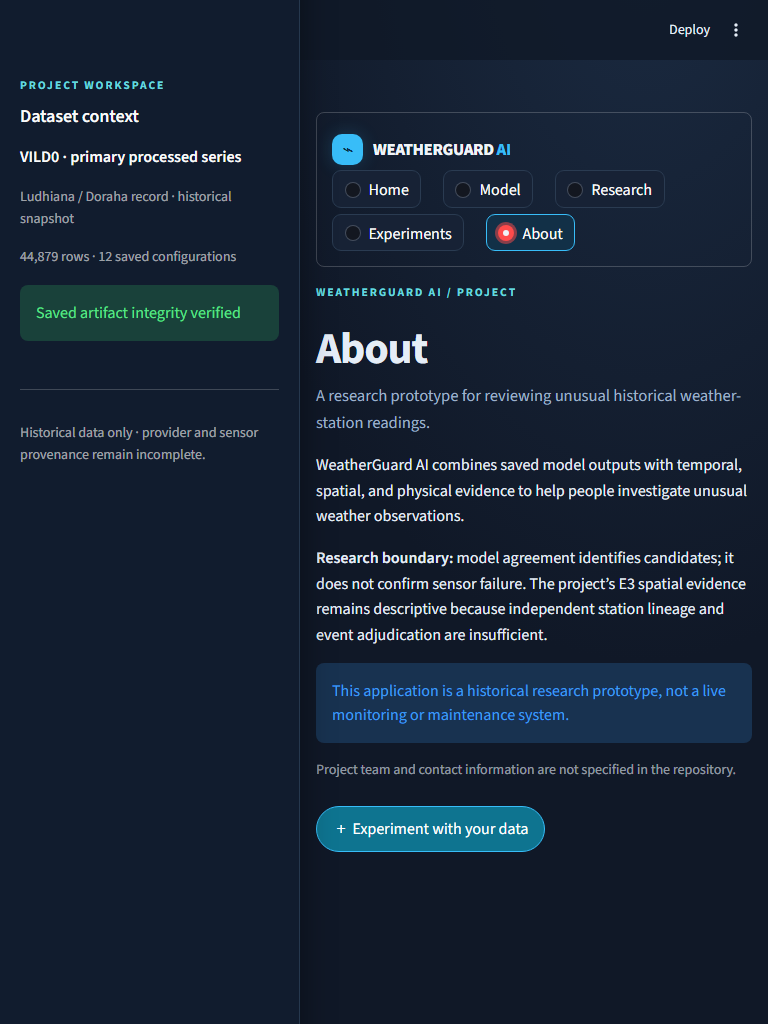 Deploy
PROJECT WORKSPACE
Dataset context
VILD0 · primary processed series
Ludhiana / Doraha record · historical
snapshot
44,879 rows · 12 saved configurations
Saved artifact integrity verified
Historical data only · provider and sensor
provenance remain incomplete.
WEATHERGUARD AI
Home
Model
Research
Experiments
About
WEATHERGUARD AI / PROJECT
About
A research prototype for reviewing unusual historical weather-
station readings.
WeatherGuard AI combines saved model outputs with temporal,
spatial, and physical evidence to help people investigate unusual
weather observations.
Research boundary: model agreement identifies candidates; it
does not confirm sensor failure. The project’s E3 spatial evidence
remains descriptive because independent station lineage and
event adjudication are insufficient.
This application is a historical research prototype, not a live
monitoring or maintenance system.
Project team and contact information are not specified in the repository.
+ Experiment with your data